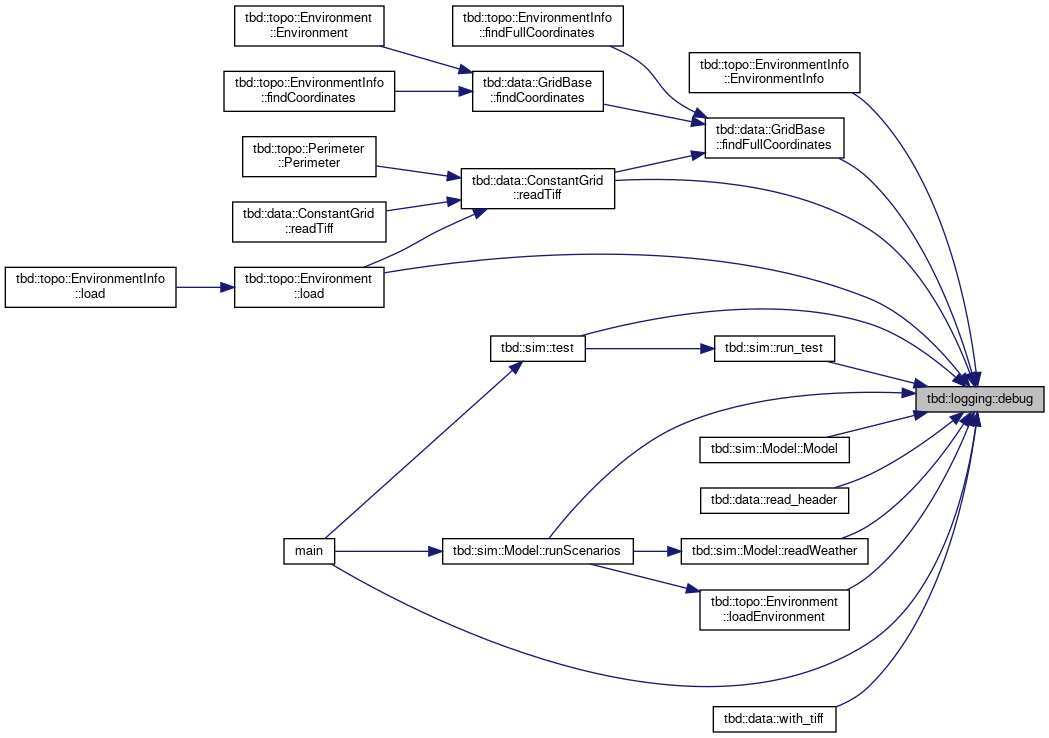 tbd::topo::Environment
::Environment
tbd::topo::EnvironmentInfo
::findFullCoordinates
tbd::topo::EnvironmentInfo
::EnvironmentInfo
tbd::topo::EnvironmentInfo
::findCoordinates
tbd::data::GridBase
::findCoordinates
tbd::data::GridBase
::findFullCoordinates
tbd::topo::Perimeter
::Perimeter
tbd::data::ConstantGrid
::readTiff
tbd::data::ConstantGrid
::readTiff
tbd::topo::EnvironmentInfo
::load
tbd::topo::Environment
::load
tbd::sim::test
tbd::sim::run_test
tbd::logging::debug
tbd::sim::Model::Model
tbd::data::read_header
main
tbd::sim::Model::runScenarios
tbd::sim::Model::readWeather
tbd::topo::Environment
::loadEnvironment
tbd::data::with_tiff